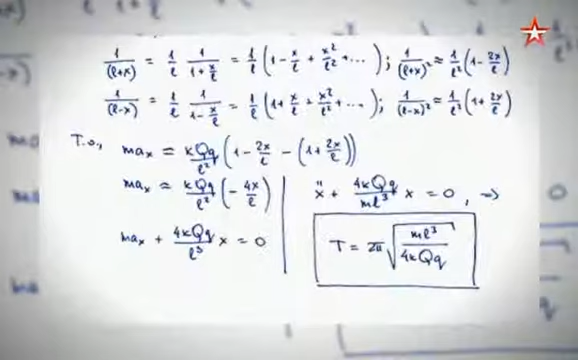 1/(ℓ+x) = 1/ℓ 1/(1+x/ℓ) = 1/ℓ (1 - x/ℓ + x²/ℓ² + ...); 1/(ℓ+x)² ≈ 1/ℓ² (1 - 2x/ℓ)
1/(ℓ-x) = 1/ℓ 1/(1-x/ℓ) = 1/ℓ (1 + x/ℓ + x²/ℓ² + ...); 1/(ℓ-x)² ≈ 1/ℓ² (1 + 2x/ℓ)
Т.о., maₓ ≈ kQq/ℓ² (1 - 2x/ℓ - (1 + 2x/ℓ))
maₓ ≈ kQq/ℓ² (-4x/ℓ)
maₓ + 4kQq/ℓ³ x = 0
ẍ + 4kQq/mℓ³ x = 0, ⇒
T = 2π √(mℓ³/4kQq)